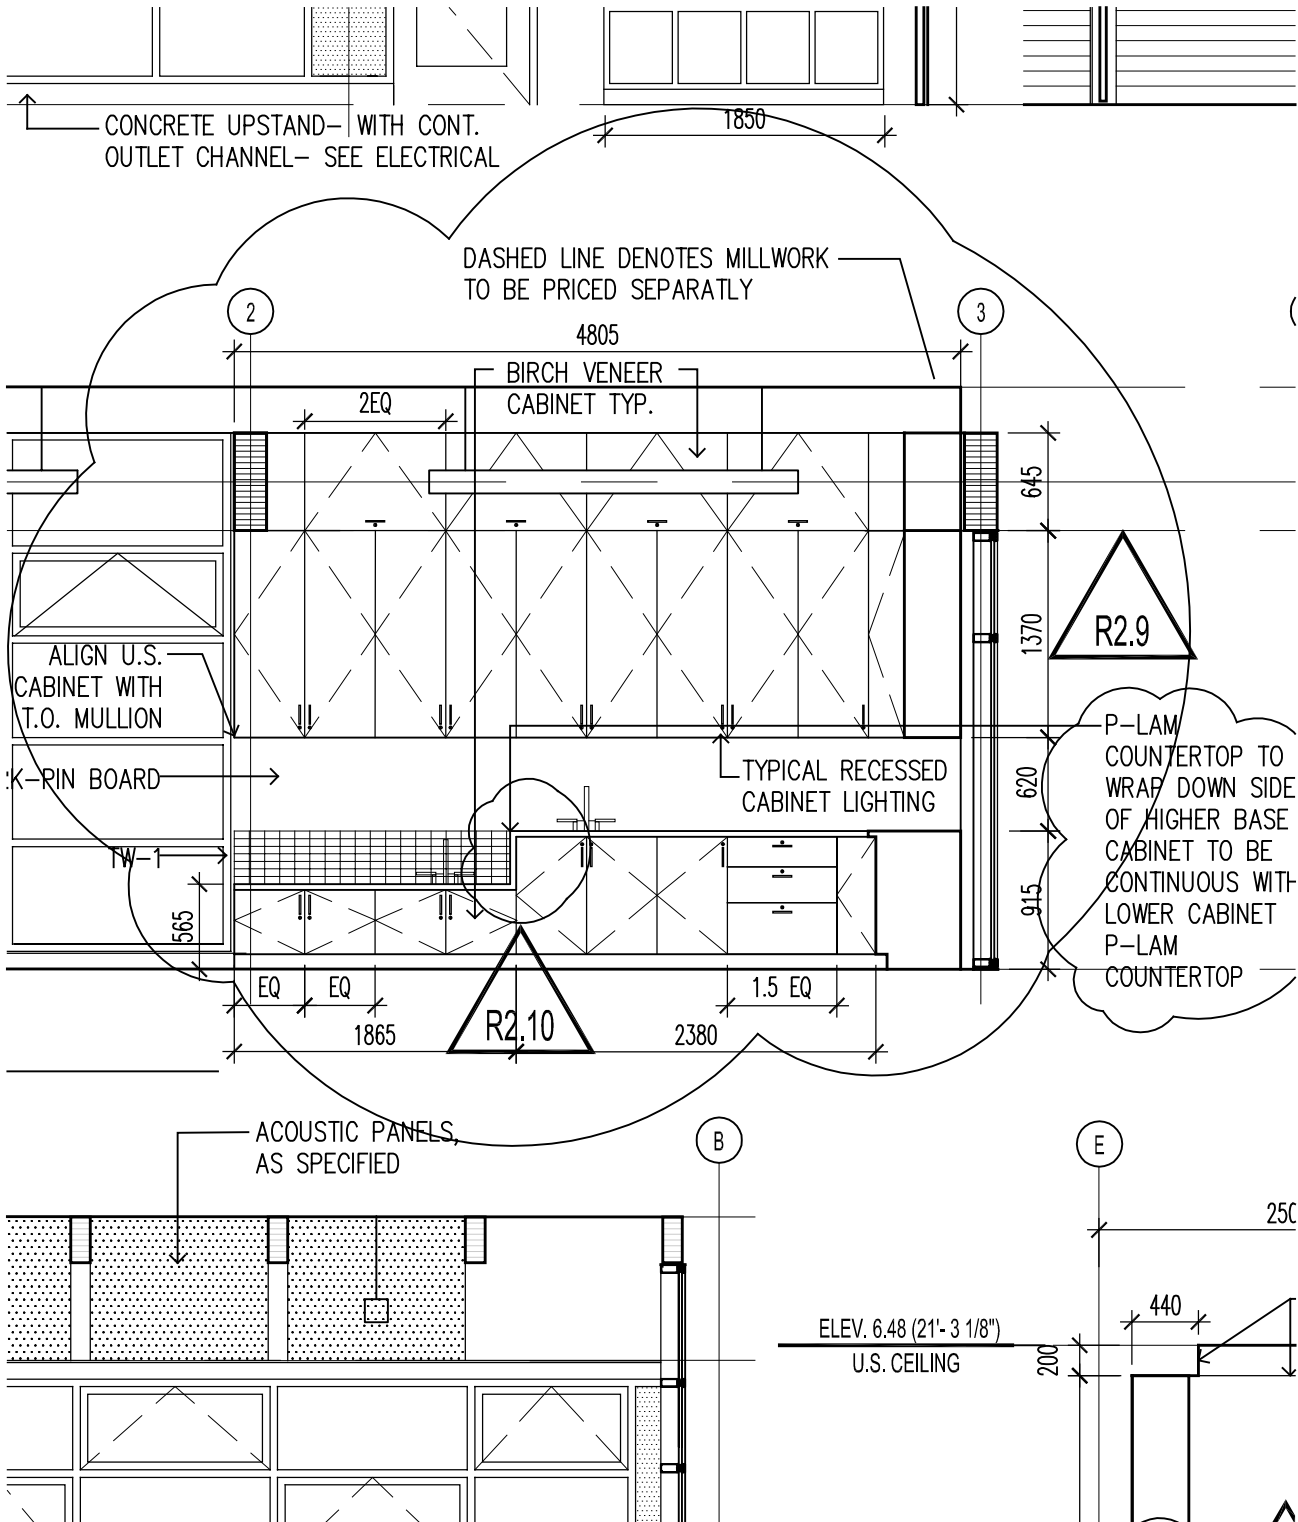 CONCRETE UPSTAND- WITH CONT.
OUTLET CHANNEL- SEE ELECTRICAL
1850
DASHED LINE DENOTES MILLWORK
TO BE PRICED SEPARATLY
2
3
4805
BIRCH VENEER
CABINET TYP.
2EQ
645
1370
R2.9
ALIGN U.S.
CABINET WITH
T.O. MULLION
K-PIN BOARD
TYPICAL RECESSED
CABINET LIGHTING
620
P-LAM
COUNTERTOP TO
WRAP DOWN SIDE
OF HIGHER BASE
CABINET TO BE
CONTINUOUS WITH
LOWER CABINET
P-LAM
COUNTERTOP
TW-1
565
915
EQ
EQ
1.5 EQ
1865
R2.10
2380
ACOUSTIC PANELS,
AS SPECIFIED
B
E
250
440
ELEV. 6.48 (21'- 3 1/8")
U.S. CEILING
200